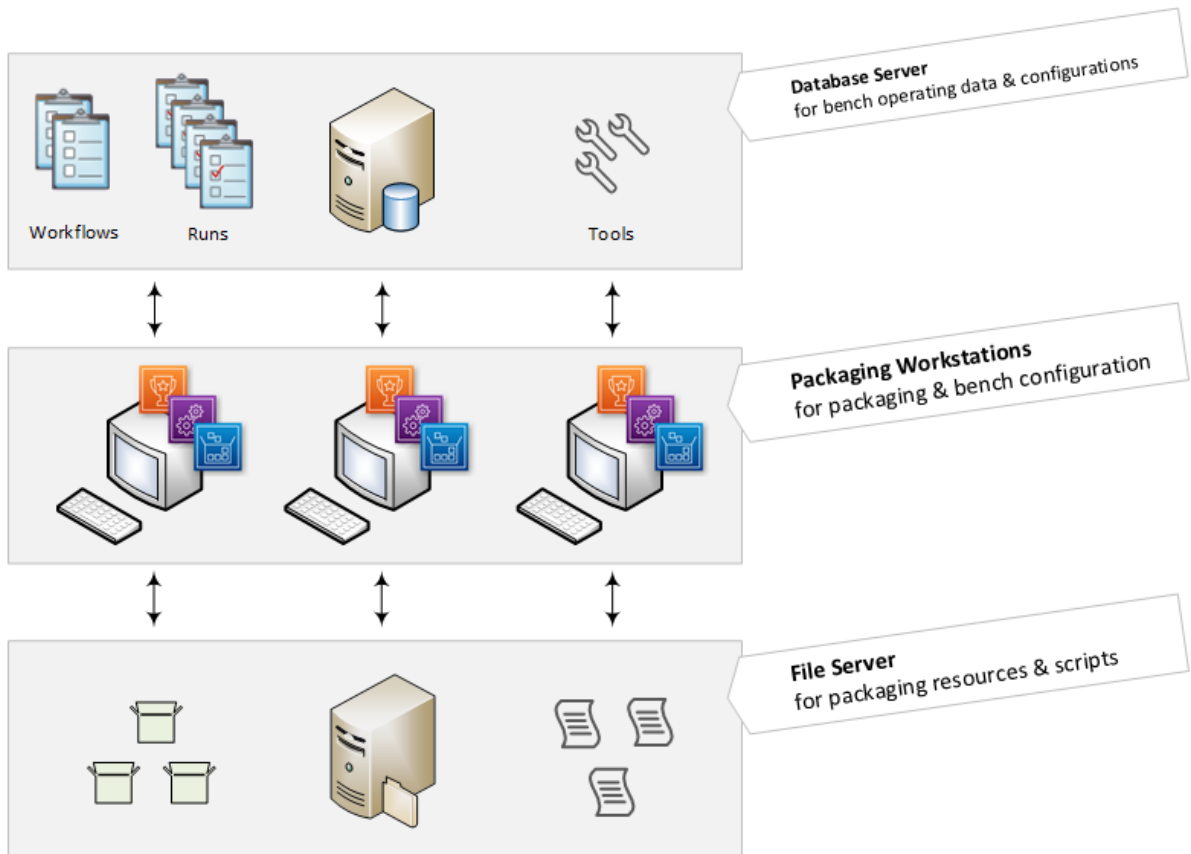 Database Server
for bench operating data & configurations
Workflows
Runs
Tools
Packaging Workstations
for packaging & bench configuration
File Server
for packaging resources & scripts